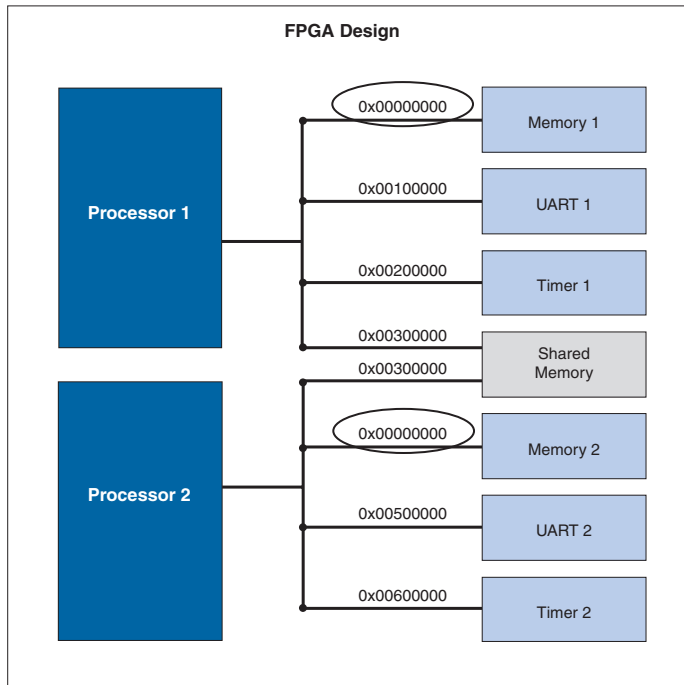 FPGA Design
0x00000000
Memory 1
Processor 1
0x00100000
UART 1
0x00200000
Timer 1
0x00300000
Shared
Memory
0x00300000
Processor 2
0x00000000
Memory 2
0x00500000
UART 2
0x00600000
Timer 2